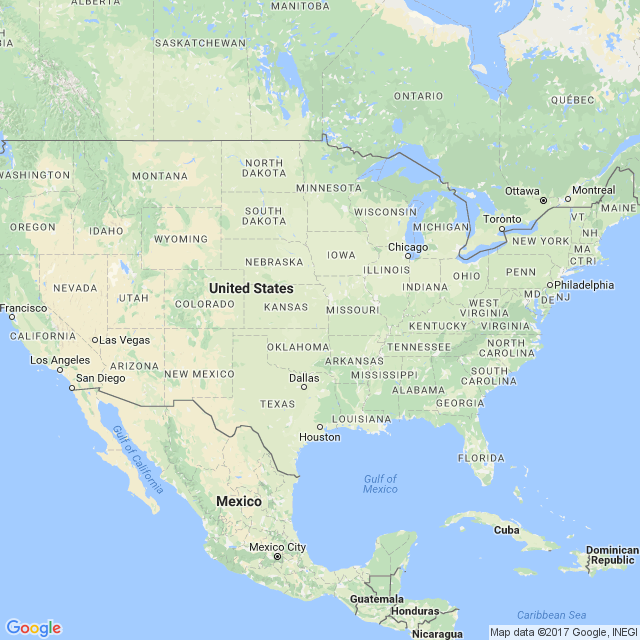 ALBERTA
MANITOBA
SASKATCHEWAN
ONTARIO
QUÉBEC
WASHINGTON
MONTANA
NORTH
DAKOTA
MINNESOTA
Ottawa
Montreal
MAINE
OREGON
IDAHO
WYOMING
SOUTH
DAKOTA
WISCONSIN
MICHIGAN
Toronto
VT
NH
NEW YORK
MA
CT
RI
Chicago
IOWA
NEBRASKA
ILLINOIS
INDIANA
OHIO
PENN
Philadelphia
MD
DE
NJ
NEVADA
UTAH
COLORADO
United States
KANSAS
MISSOURI
WEST
VIRGINIA
KENTUCKY
VIRGINIA
Francisco
CALIFORNIA
Las Vegas
OKLAHOMA
TENNESSEE
NORTH
CAROLINA
Los Angeles
ARIZONA
NEW MEXICO
ARKANSAS
MISSISSIPPI
SOUTH
CAROLINA
San Diego
Dallas
ALABAMA
TEXAS
GEORGIA
LOUISIANA
Houston
Gulf of
California
FLORIDA
Gulf of
Mexico
Mexico
Cuba
Mexico City
Dominican
Republic
Guatemala
Honduras
Caribbean Sea
Nicaragua
Google
Map data ©2017 Google, INEGI